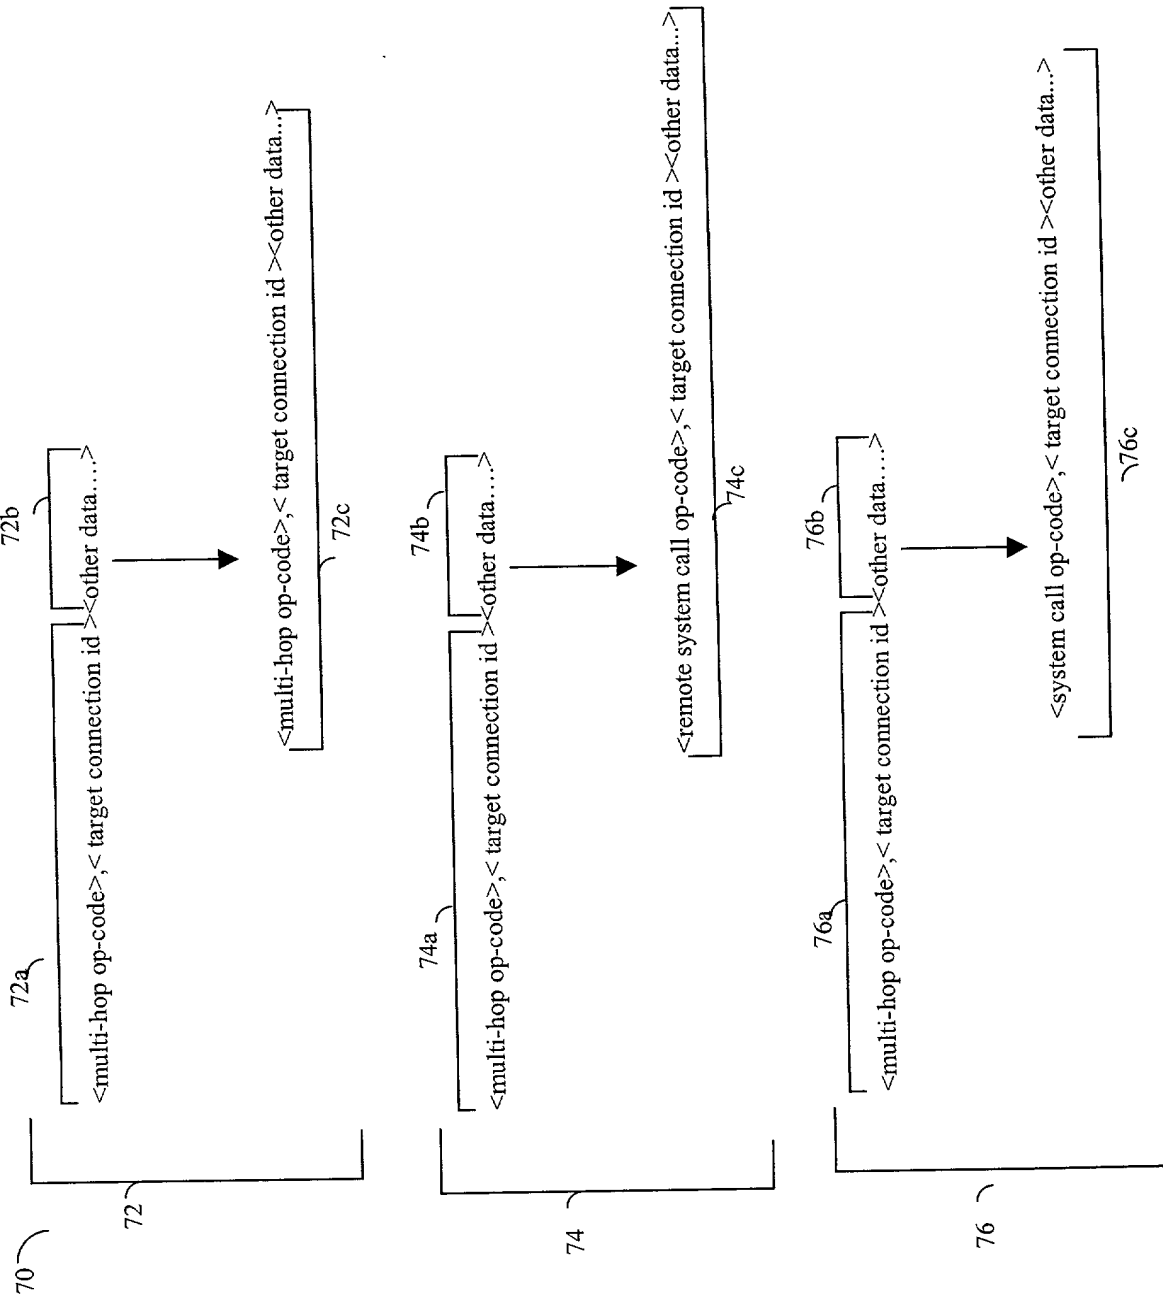 70
72
72a
72b
<multi-hop op-code>,< target connection id ><other data….>
<multi-hop op-code>,< target connection id ><other data...>
72c
74
74a
74b
<multi-hop op-code>,< target connection id ><other data….>
<remote system call op-code>,< target connection id ><other data...>
74c
76
76a
76b
<multi-hop op-code>,< target connection id ><other data….>
<system call op-code>,< target connection id ><other data...>
76c